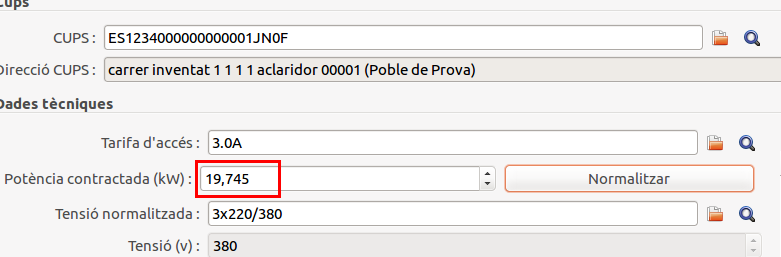 Cups
CUPS : ES1234000000000001JN0F
Direcció CUPS : carrer inventat 1 1 1 1 aclaridor 00001 (Poble de Prova)
Dades tècniques
Tarifa d'accés : 3.0A
Potència contractada (kW) : 19,745 Normalitzar
Tensió normalitzada : 3x220/380
Tensió (v) : 380